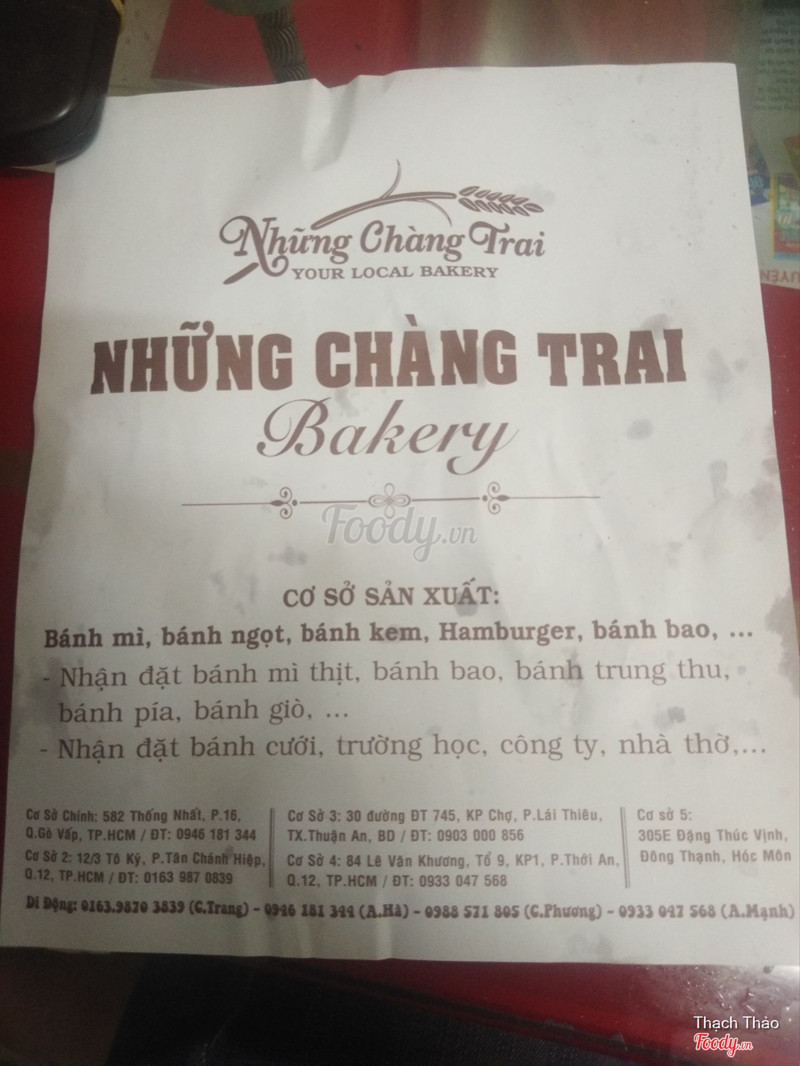 Những Chàng Trai
YOUR LOCAL BAKERY
NHỮNG CHÀNG TRAI
Bakery
Foody.vn
CƠ SỞ SẢN XUẤT:
Bánh mì, bánh ngọt, bánh kem, Hamburger, bánh bao, ...
- Nhận đặt bánh mì thịt, bánh bao, bánh trung thu,
bánh pía, bánh giò, ...
- Nhận đặt bánh cưới, trường học, công ty, nhà thờ,...
Cơ Sở Chính: 582 Thống Nhất, P.16,
Q.Gò Vấp, TP.HCM / ĐT: 0946 181 344
Cơ Sở 2: 12/3 Tô Ký, P.Tân Chánh Hiệp,
Q.12, TP.HCM / ĐT: 0163 987 0839
Cơ Sở 3: 30 đường ĐT 745, KP Chợ, P.Lái Thiêu,
TX.Thuận An, BD / ĐT: 0903 000 856
Cơ Sở 4: 84 Lê Văn Khương, Tổ 9, KP1, P.Thới An,
Q.12, TP.HCM / ĐT: 0933 047 568
Cơ sở 5:
305E Đặng Thúc Vịnh,
Đông Thạnh, Hóc Môn
Di Động: 0163.9870 3839 (C.Trang) - 0946 181 344 (A.Hà) - 0988 571 805 (C.Phương) - 0933 047 568 (A.Mạnh)
Thạch Thảo
Foody.vn